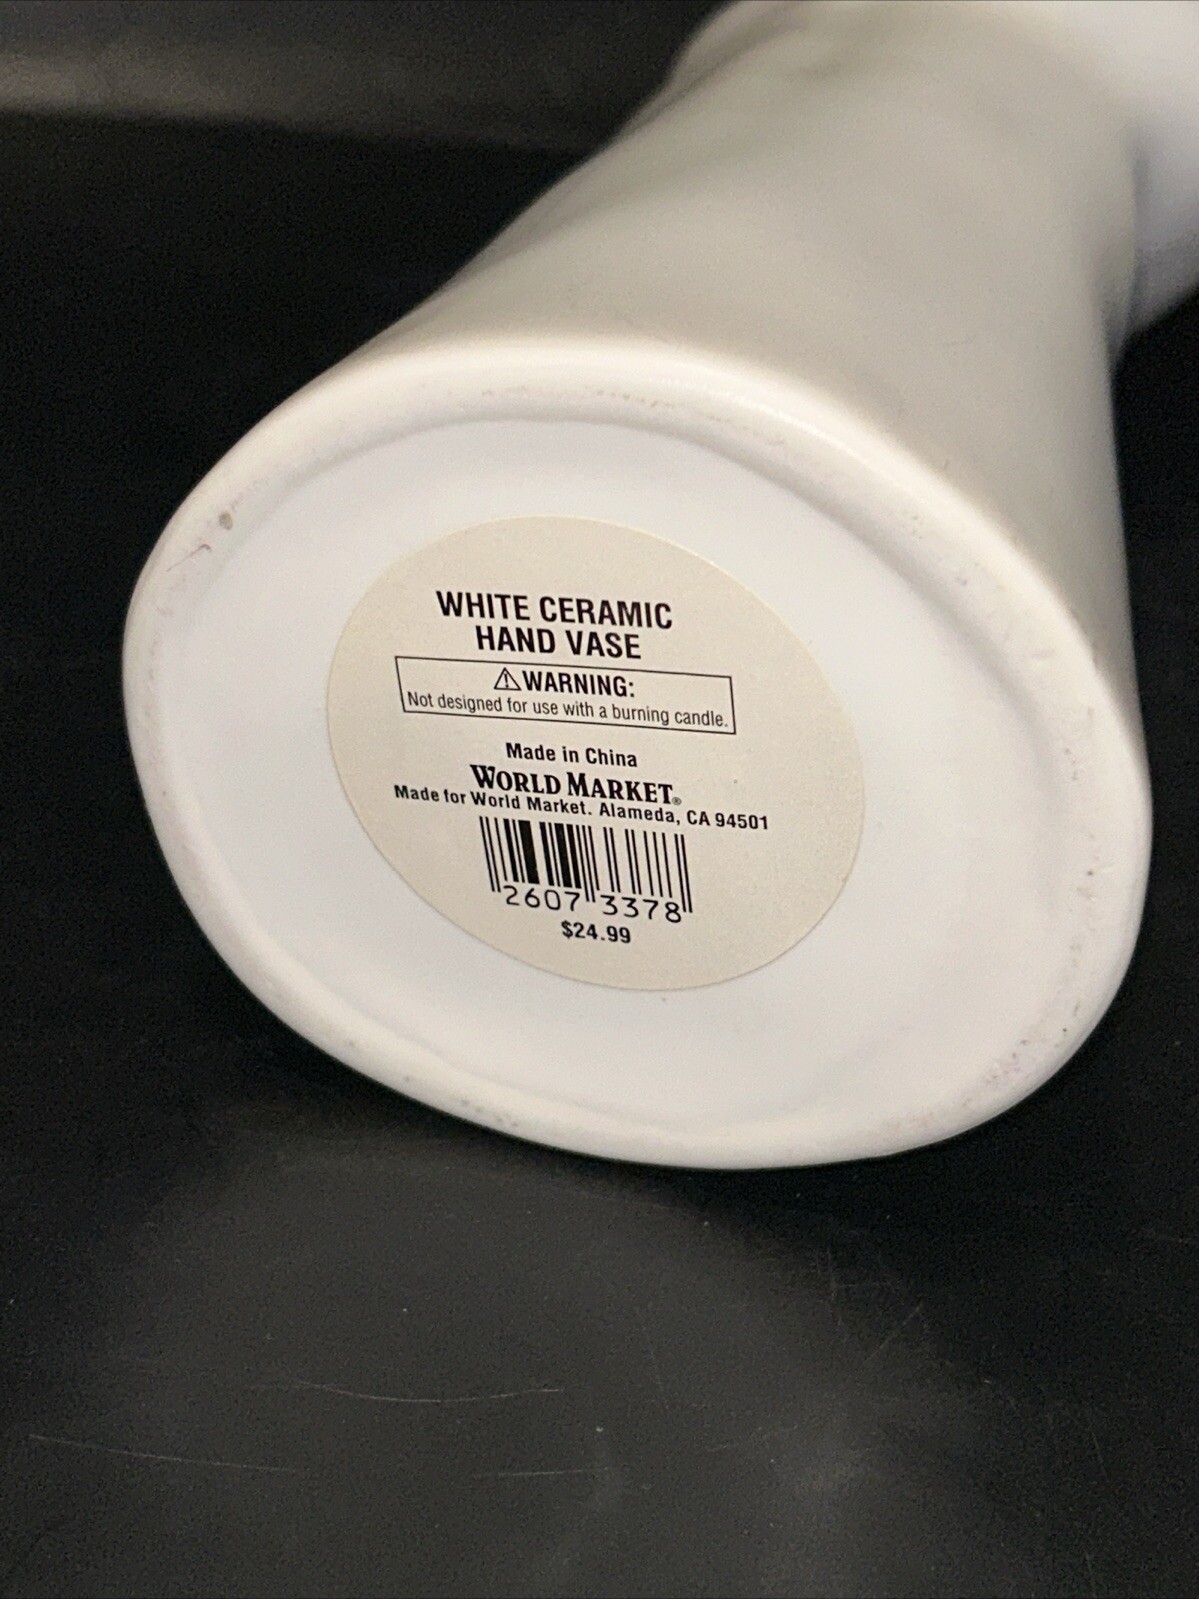 WHITE CERAMIC
HAND VASE
⚠WARNING:
Not designed for use with a burning candle.
Made in China
WORLD MARKET®
Made for World Market. Alameda, CA 94501
2607 3378
$24.99